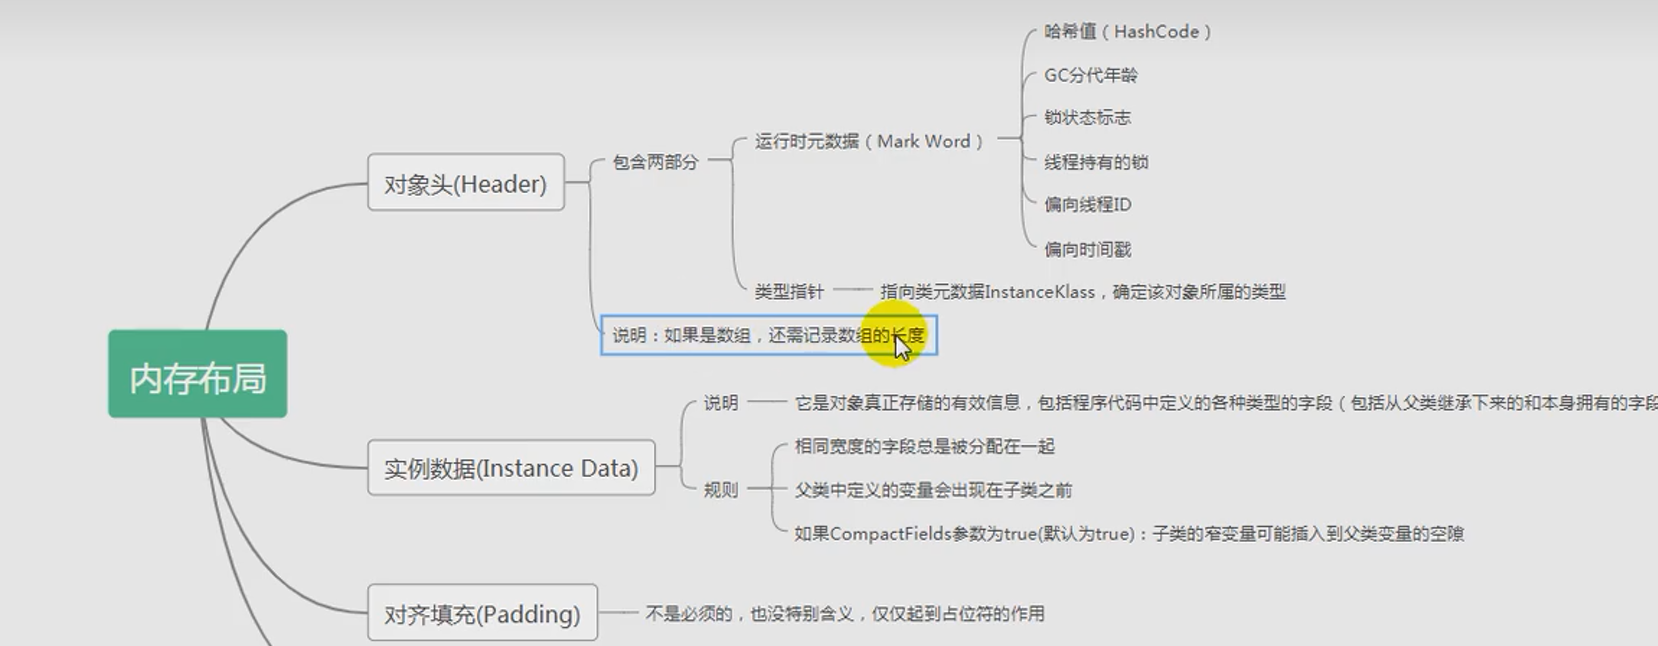 内存布局
对象头(Header)
包含两部分
运行时元数据（Mark Word）
哈希值（HashCode）
GC分代年龄
锁状态标志
线程持有的锁
偏向线程ID
偏向时间戳
类型指针
指向类元数据InstanceKlass，确定该对象所属的类型
说明：如果是数组，还需记录数组的长度
实例数据(Instance Data)
说明
它是对象真正存储的有效信息，包括程序代码中定义的各种类型的字段（包括从父类继承下来的和本身拥有的字段
规则
相同宽度的字段总是被分配在一起
父类中定义的变量会出现在子类之前
如果CompactFields参数为true(默认为true)：子类的窄变量可能插入到父类变量的空隙
对齐填充(Padding)
不是必须的，也没特别含义，仅仅起到占位符的作用